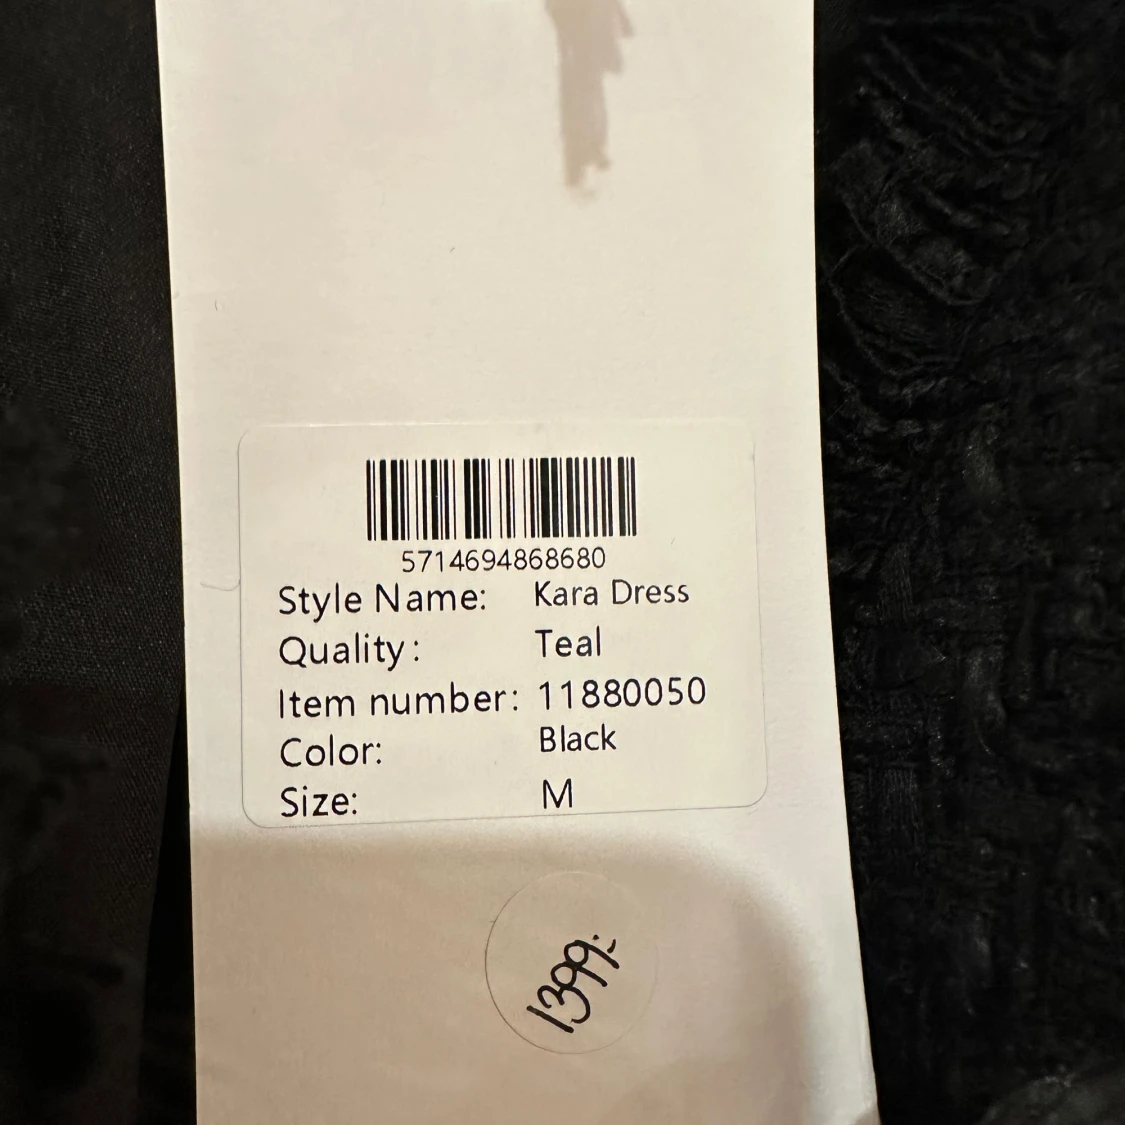 5714694868680
Style Name: Kara Dress
Quality: Teal
Item number: 11880050
Color: Black
Size: M
1399:-